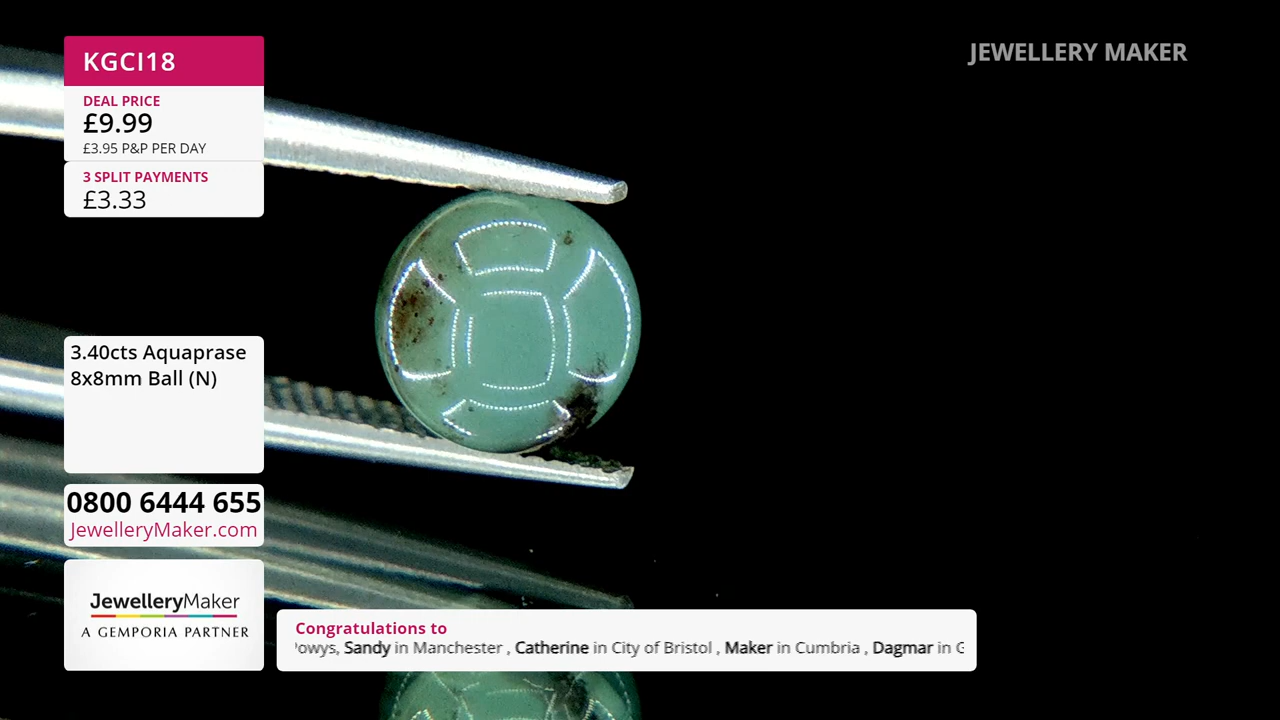 KGCI18
DEAL PRICE
£9.99
£3.95 P&P PER DAY
3 SPLIT PAYMENTS
£3.33
JEWELLERY MAKER
3.40cts Aquaprase
8x8mm Ball (N)
0800 6444 655
JewelleryMaker.com
JewelleryMaker
A GEMPORIA PARTNER
Congratulations to
Powys, Sandy in Manchester , Catherine in City of Bristol , Maker in Cumbria , Dagmar in